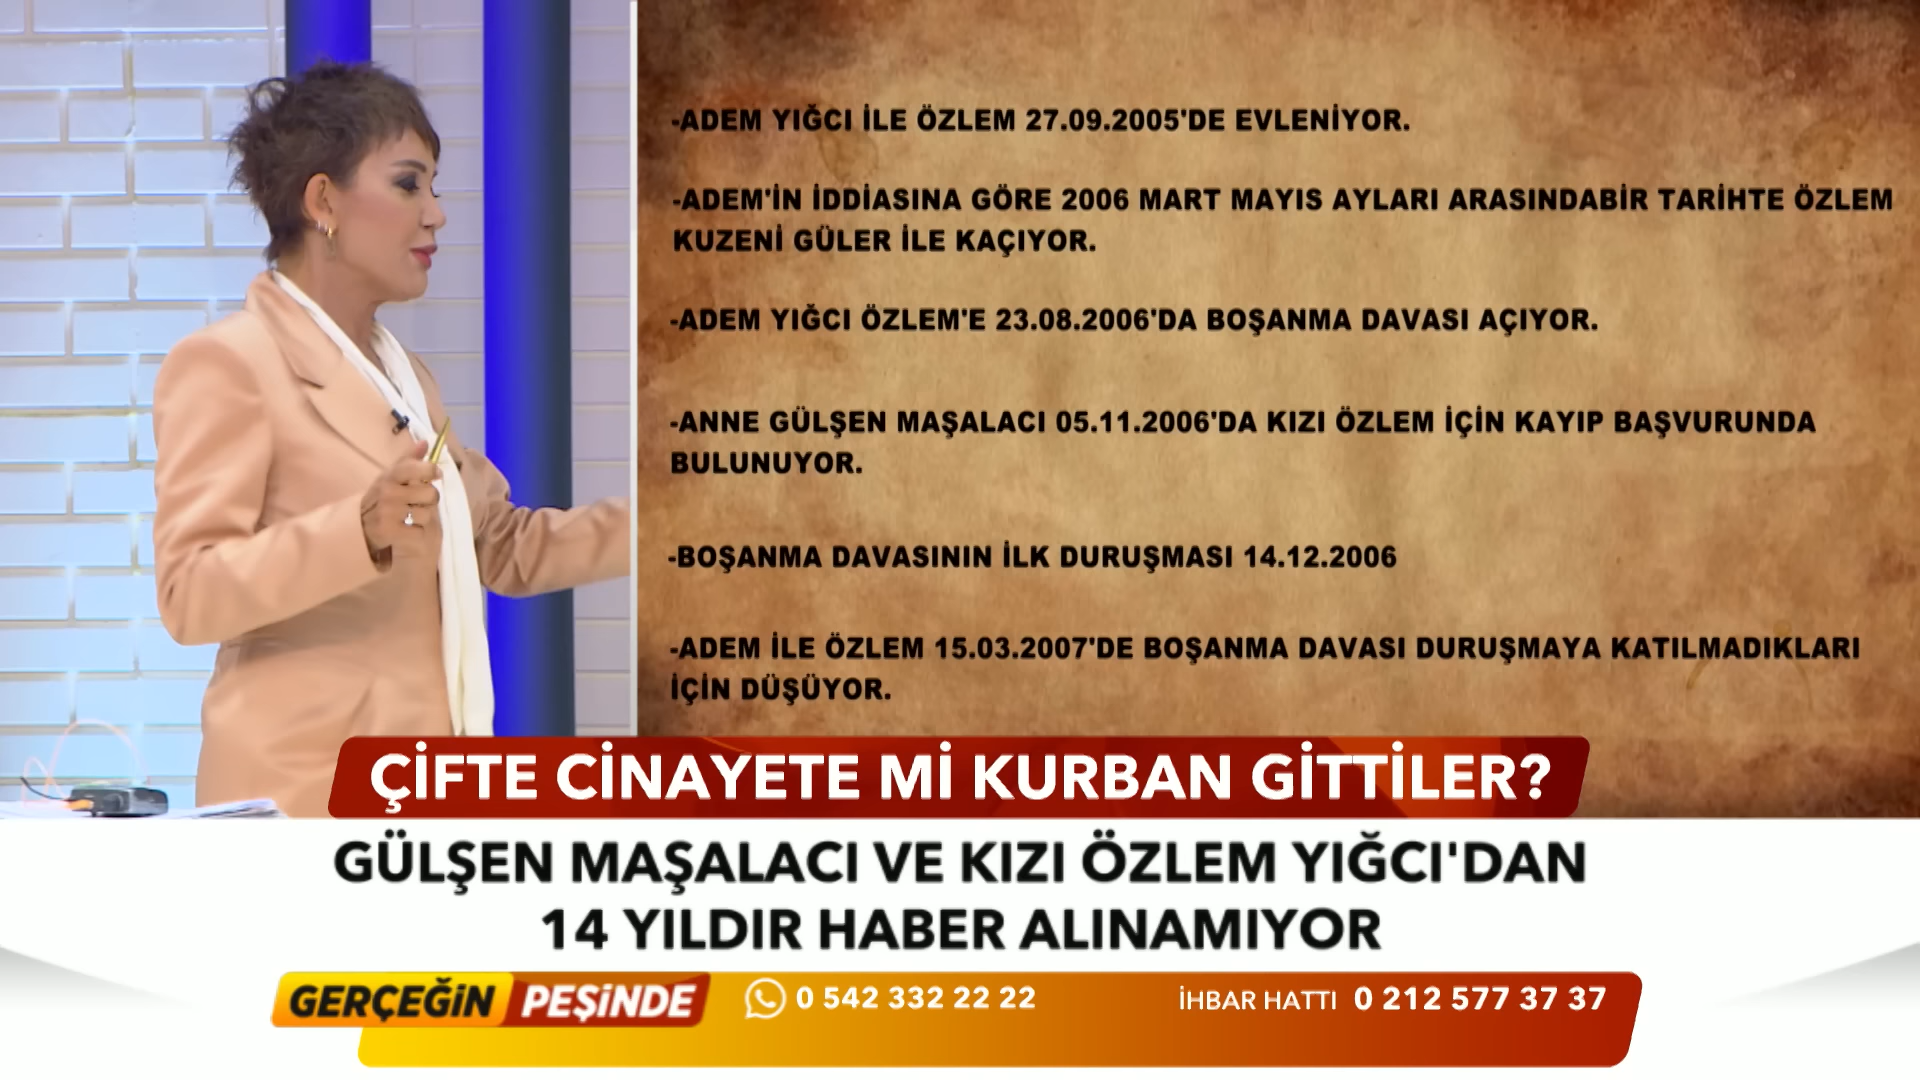 -ADEM YIĞCI İLE ÖZLEM 27.09.2005'DE EVLENİYOR.
-ADEM'İN İDDİASINA GÖRE 2006 MART MAYIS AYLARI ARASINDABİR TARİHTE ÖZLEM
KUZENİ GÜLER İLE KAÇIYOR.
-ADEM YIĞCI ÖZLEM'E 23.08.2006'DA BOŞANMA DAVASI AÇIYOR.
-ANNE GÜLŞEN MAŞALACI 05.11.2006'DA KIZI ÖZLEM İÇİN KAYIP BAŞVURUNDA
BULUNUYOR.
-BOŞANMA DAVASININ İLK DURUŞMASI 14.12.2006
-ADEM İLE ÖZLEM 15.03.2007'DE BOŞANMA DAVASI DURUŞMAYA KATILMADIKLARI
İÇİN DÜŞÜYOR.
ÇİFTE CİNAYETE Mİ KURBAN GİTTİLER?
GÜLŞEN MAŞALACI VE KIZI ÖZLEM YIĞCI'DAN
14 YILDIR HABER ALINAMIYOR
GERÇEĞİN PEŞİNDE 0 542 332 22 22 İHBAR HATTI 0 212 577 37 37